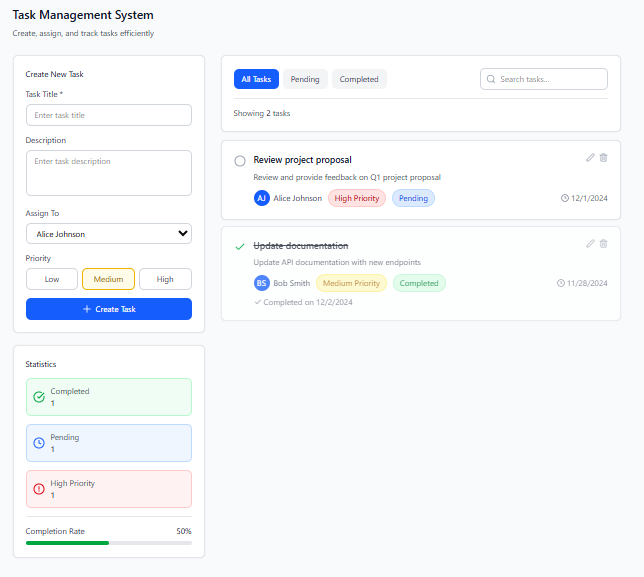 Task Management System
Create, assign, and track tasks efficiently
Create New Task
Task Title *
Enter task title
Description
Enter task description
Assign To
Alice Johnson
Priority
Low Medium High
Create Task
Statistics
Completed
1
Pending
1
High Priority
1
Completion Rate 50%
All Tasks Pending Completed Search tasks...
Showing 2 tasks
Review project proposal
Review and provide feedback on Q1 project proposal
AJ Alice Johnson High Priority Pending 12/1/2024
Update documentation
Update API documentation with new endpoints
BS Bob Smith Medium Priority Completed 11/28/2024
Completed on 12/2/2024